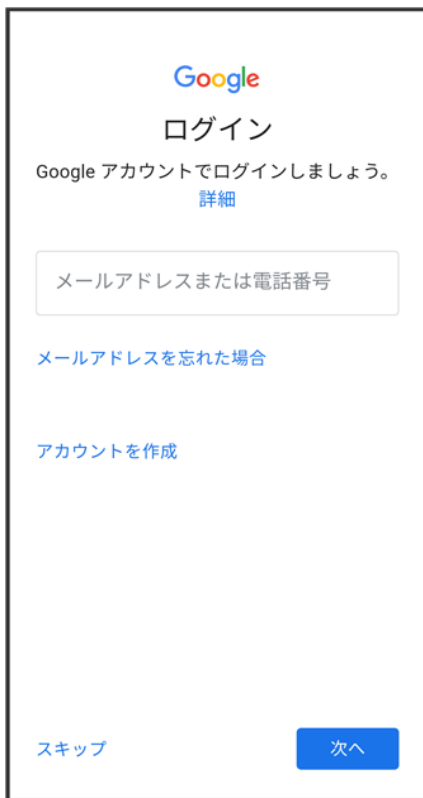 Google
ログイン
Google アカウントでログインしましょう。
詳細
メールアドレスまたは電話番号
メールアドレスを忘れた場合
アカウントを作成
スキップ
次へ